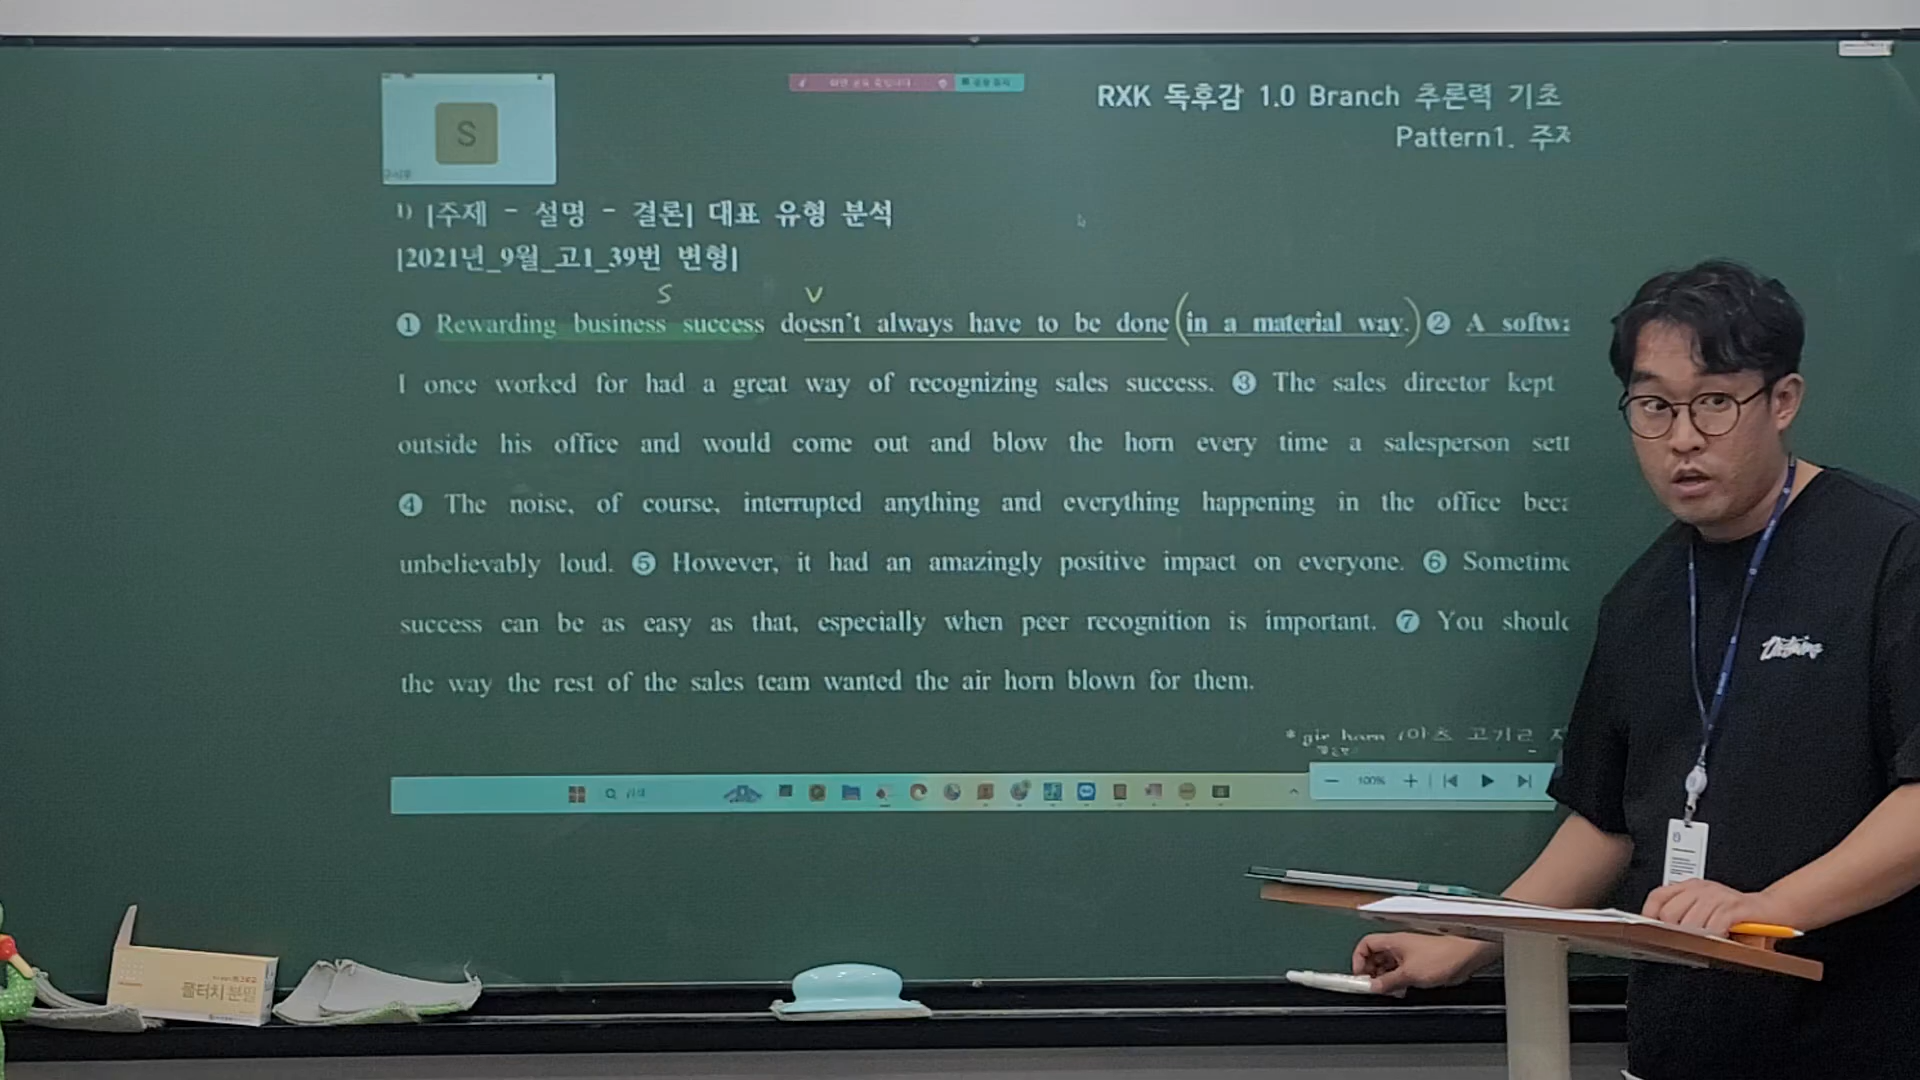 RXK 독후감 1.0 Branch 추론력 기초
Pattern1. 주
S
1) |주제 - 설명 - 결론| 대표 유형 분석
|2021년_9월_고1_39번 변형|
S V
❶ Rewarding business success doesn't always have to be done (in a material way.) ❷ A softw
I once worked for had a great way of recognizing sales success. ❸ The sales director kept
outside his office and would come out and blow the horn every time a salesperson sett
❹ The noise, of course, interrupted anything and everything happening in the office beca
unbelievably loud. ❺ However, it had an amazingly positive impact on everyone. ❻ Sometime
success can be as easy as that, especially when peer recognition is important. ❼ You shoul
the way the rest of the sales team wanted the air horn blown for them.
* air horn
100%
풀터치 분필